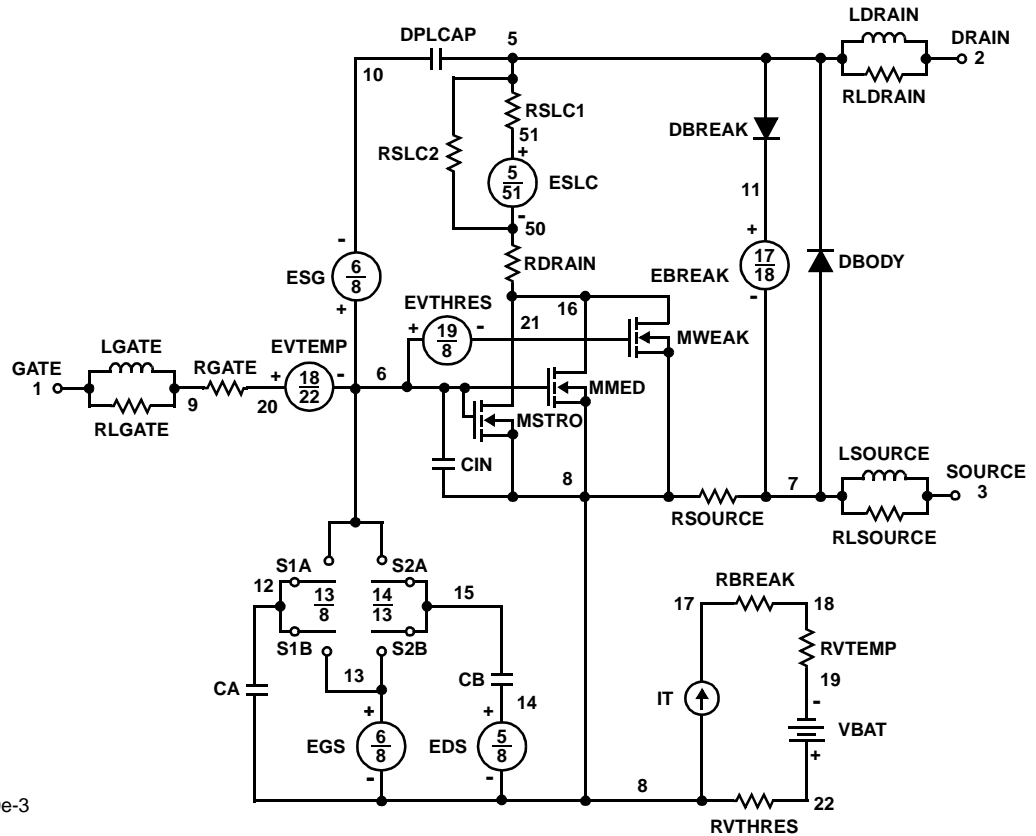 LDRAIN
DPLCAP 5 DRAIN
10 2
RLDRAIN
RSLC1
DBREAK
51
RSLC2 +
5
51 ESLC
11
-
50
- +
RDRAIN
6
8 ESG
17
18 EBREAK DBODY
EVTHRES
+ 16 -
+ 19
8 - 21
MWEAK
LGATE EVTEMP
GATE RGATE
1 + 18
22 - 6
MMED
9 20
MSTRO
RLGATE
LSOURCE
CIN 8 7 SOURCE
3
RSOURCE
RLSOURCE
S1A S2A
12 13
8 14
13 15
RBREAK
17 18
S1B S2B
RVTEMP
13 CB
CA 19
14 IT -
+ +
VBAT
EGS 6
8 EDS 5
8 +
- - 8
22
e-3
RVTHRES